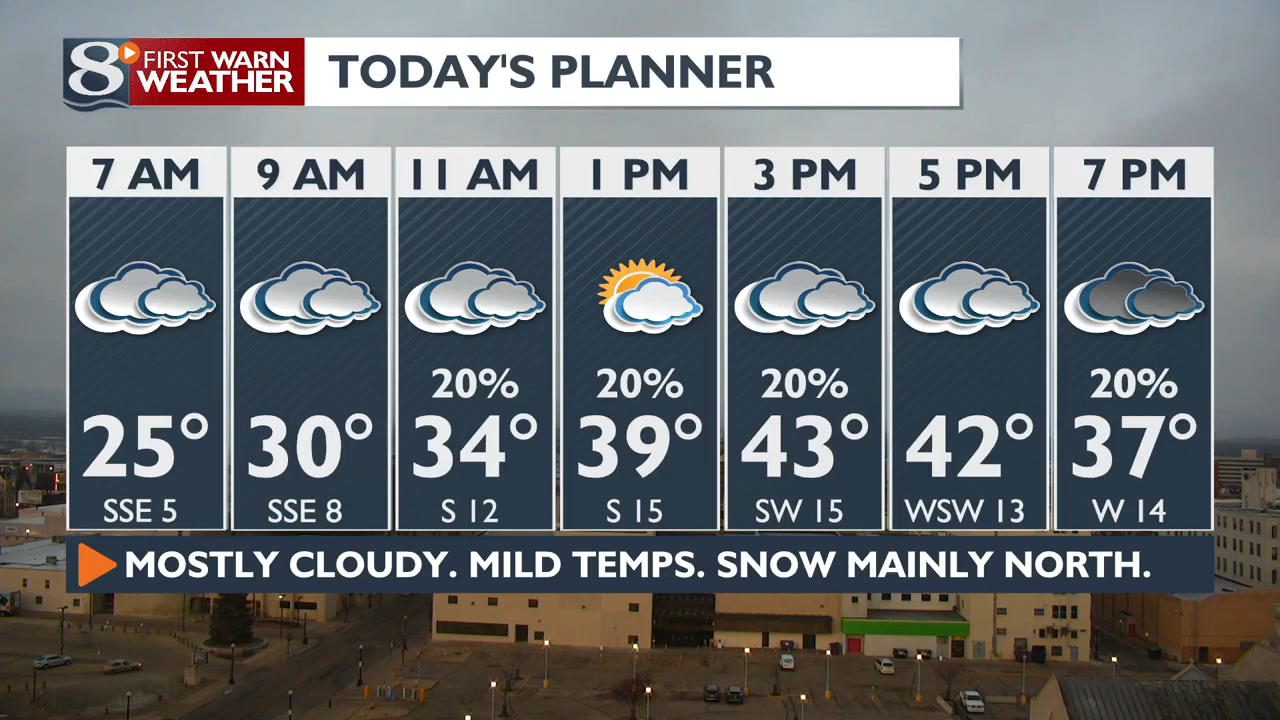 8 FIRST WARN
WEATHER
TODAY'S PLANNER
7 AM 9 AM 11 AM 1 PM 3 PM 5 PM 7 PM
20% 20% 20% 20%
25° 30° 34° 39° 43° 42° 37°
SSE 5 SSE 8 S 12 S 15 SW 15 WSW 13 W 14
MOSTLY CLOUDY. MILD TEMPS. SNOW MAINLY NORTH.